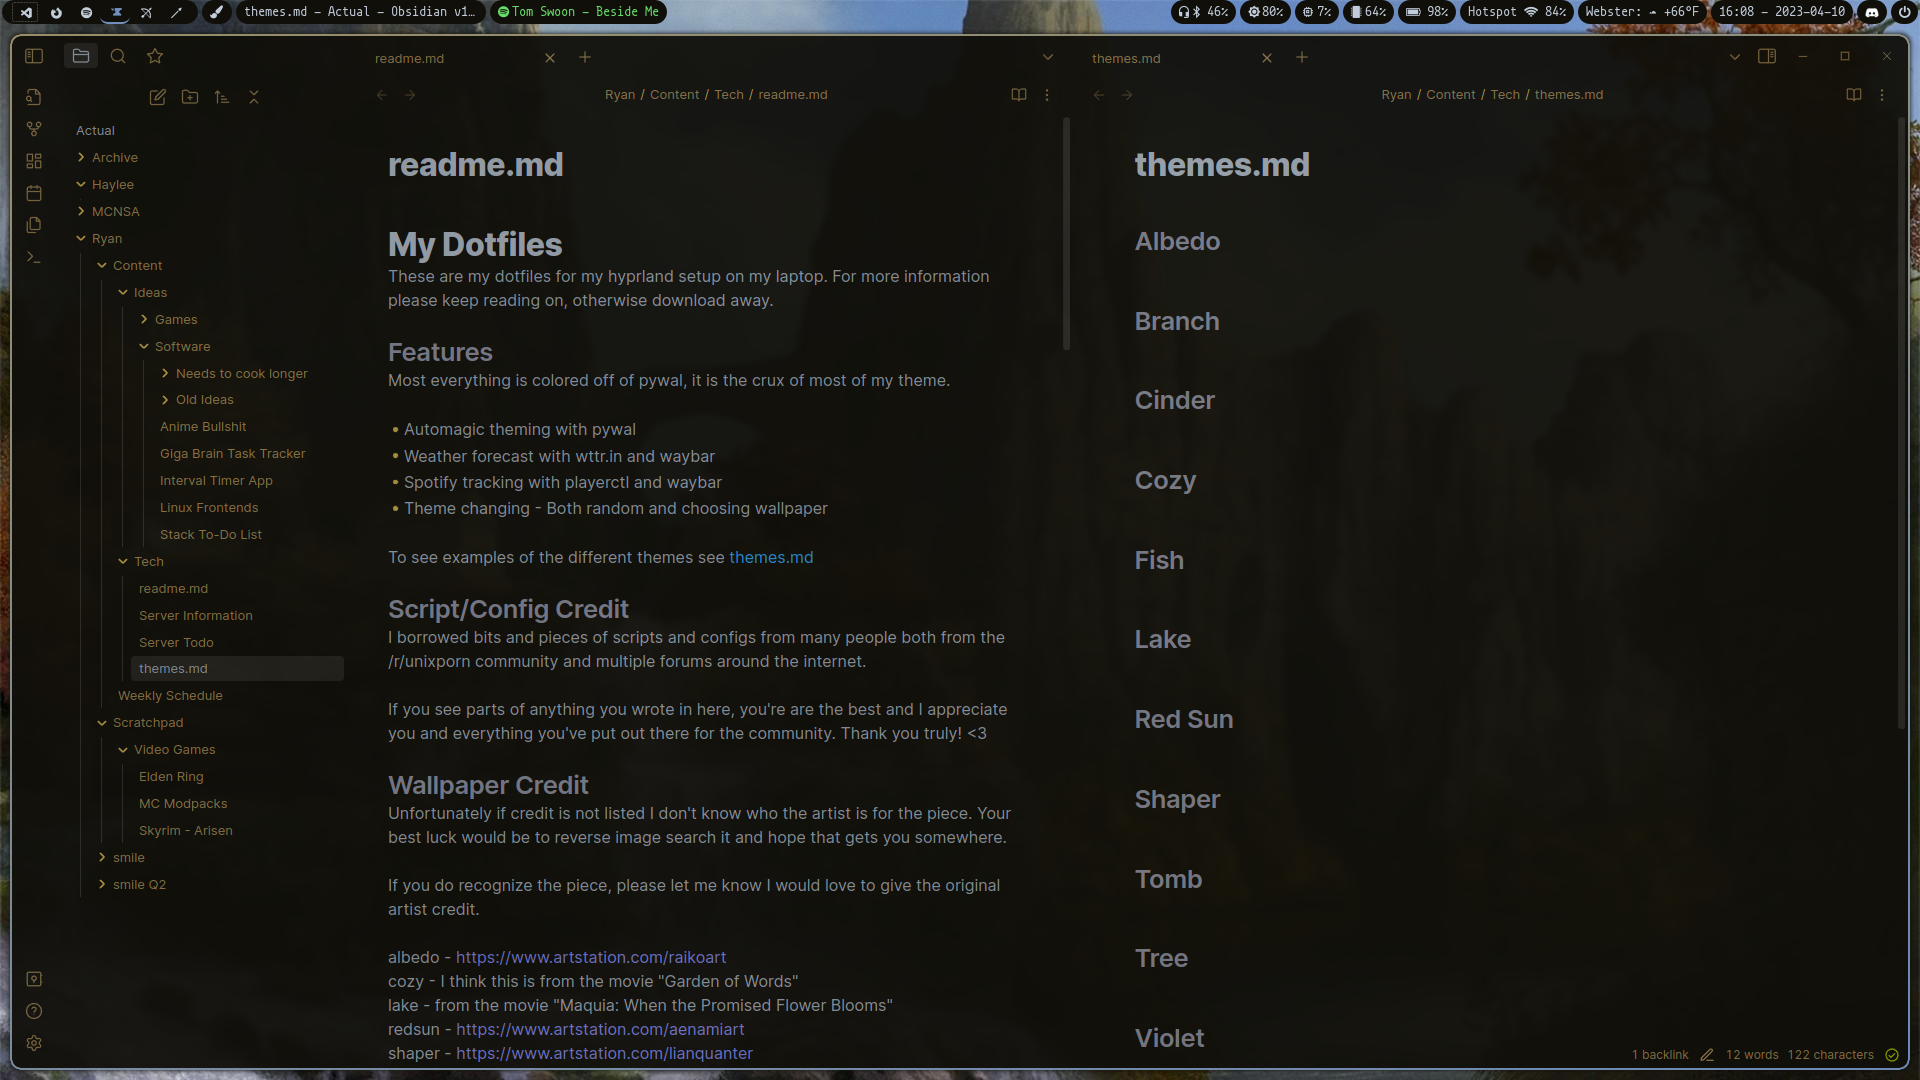 themes.md – Actual – Obsidian v1…
Tom Swoon – Beside Me
46%
80%
7%
64%
98%
Hotspot 84%
Webster: +66°F
16:08 – 2023-04-10
readme.md
themes.md
Ryan / Content / Tech / readme.md
Ryan / Content / Tech / themes.md
Actual
Archive
Haylee
MCNSA
Ryan
Content
Ideas
Games
Software
Needs to cook longer
Old Ideas
Anime Bullshit
Giga Brain Task Tracker
Interval Timer App
Linux Frontends
Stack To-Do List
Tech
readme.md
Server Information
Server Todo
themes.md
Weekly Schedule
Scratchpad
Video Games
Elden Ring
MC Modpacks
Skyrim - Arisen
smile
smile Q2
readme.md
My Dotfiles
These are my dotfiles for my hyprland setup on my laptop. For more information
please keep reading on, otherwise download away.
Features
Most everything is colored off of pywal, it is the crux of most of my theme.
• Automagic theming with pywal
• Weather forecast with wttr.in and waybar
• Spotify tracking with playerctl and waybar
• Theme changing - Both random and choosing wallpaper
To see examples of the different themes see themes.md
Script/Config Credit
I borrowed bits and pieces of scripts and configs from many people both from the
/r/unixporn community and multiple forums around the internet.
If you see parts of anything you wrote in here, you're are the best and I appreciate
you and everything you've put out there for the community. Thank you truly! <3
Wallpaper Credit
Unfortunately if credit is not listed I don't know who the artist is for the piece. Your
best luck would be to reverse image search it and hope that gets you somewhere.
If you do recognize the piece, please let me know I would love to give the original
artist credit.
albedo - https://www.artstation.com/raikoart
cozy - I think this is from the movie "Garden of Words"
lake - from the movie "Maquia: When the Promised Flower Blooms"
redsun - https://www.artstation.com/aenamiart
shaper - https://www.artstation.com/lianquanter
themes.md
Albedo
Branch
Cinder
Cozy
Fish
Lake
Red Sun
Shaper
Tomb
Tree
Violet
1 backlink 12 words 122 characters